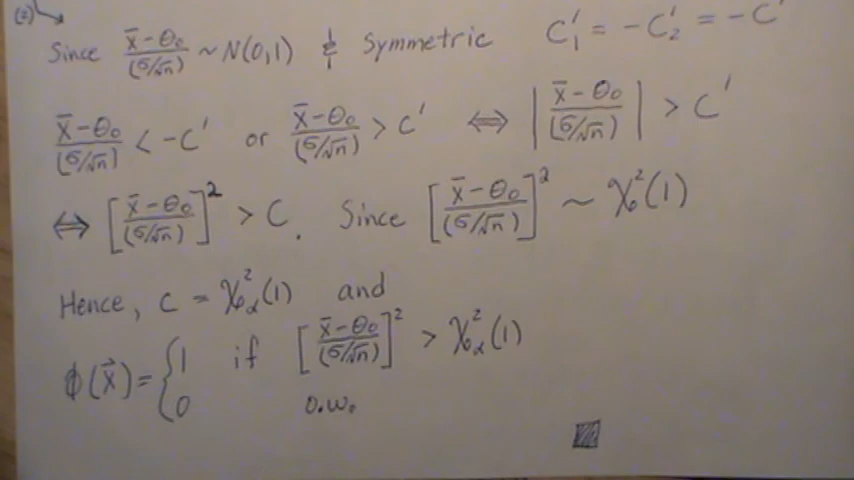 (2)
Since (x̄ - θ₀)/(σ/√n) ~ N(0,1) & Symmetric C₁' = -C₂' = -C'
(x̄ - θ₀)/(σ/√n) < -C' or (x̄ - θ₀)/(σ/√n) > C' ⟺ |(x̄ - θ₀)/(σ/√n)| > C'
⟺ [(x̄ - θ₀)/(σ/√n)]² > C. Since [(x̄ - θ₀)/(σ/√n)]² ~ χ²(1)
Hence, C = χ²_α(1) and
ϕ(x⃗) = { 1 if [(x̄ - θ₀)/(σ/√n)]² > χ²_α(1)
0 o.w.